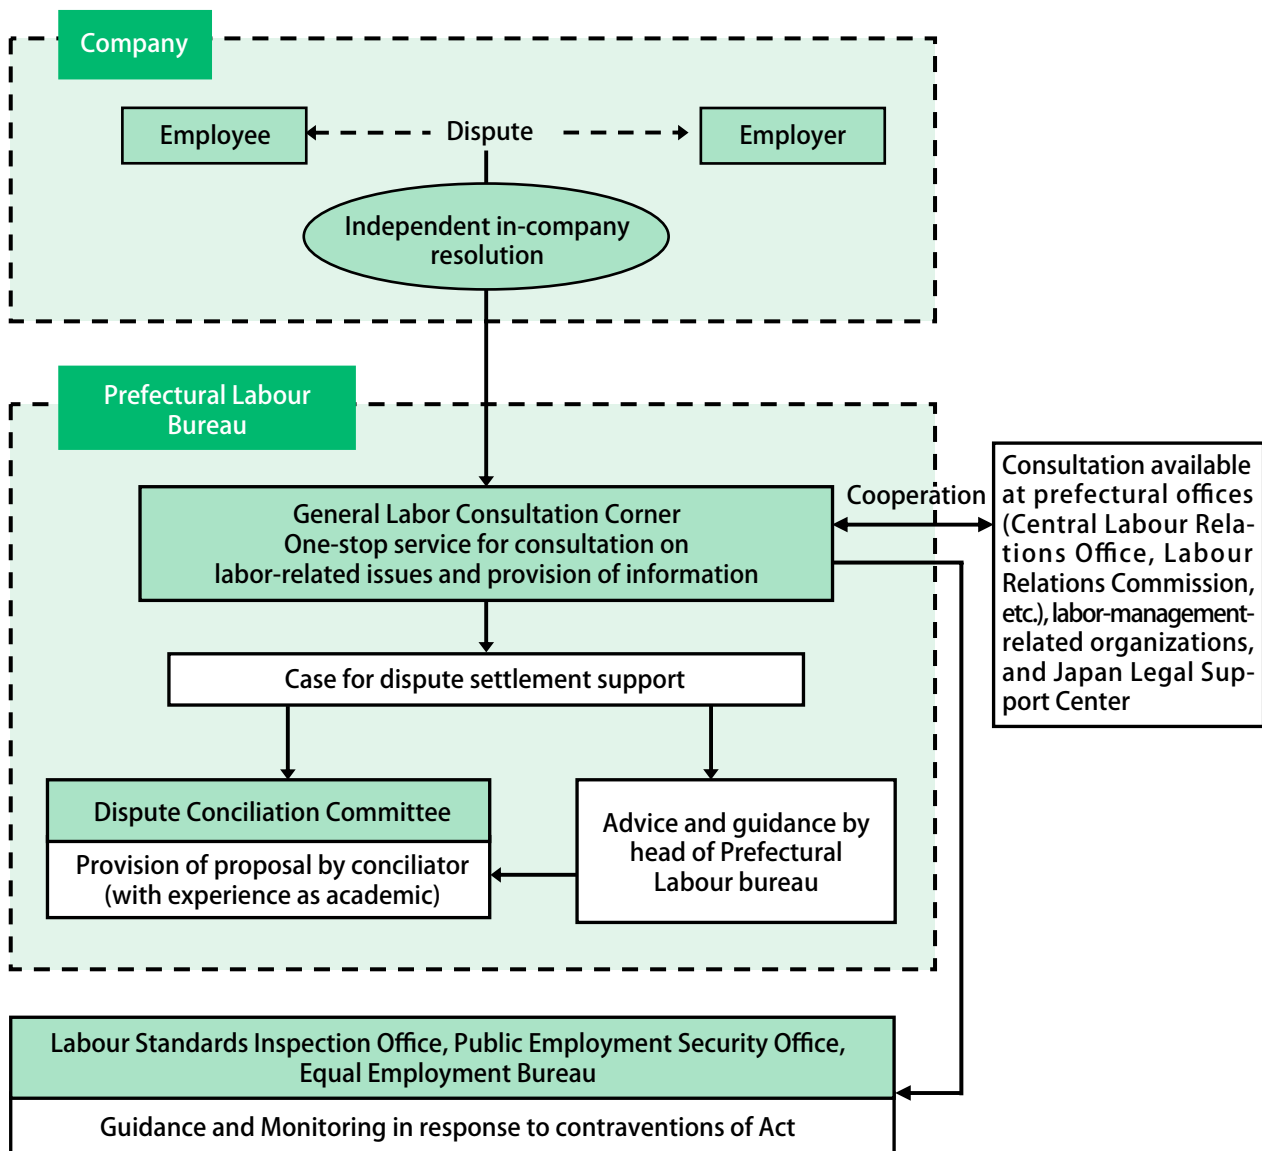 Company
Employee
Dispute
Employer
Independent in-company
resolution
Prefectural Labour
Bureau
General Labor Consultation Corner
One-stop service for consultation on
labor-related issues and provision of information
Cooperation
Consultation available
at prefectural offices
(Central Labour Rela-
tions Office, Labour
Relations Commission,
etc.), labor-management-
related organizations,
and Japan Legal Sup-
port Center
Case for dispute settlement support
Dispute Conciliation Committee
Provision of proposal by conciliator
(with experience as academic)
Advice and guidance by
head of Prefectural
Labour bureau
Labour Standards Inspection Office, Public Employment Security Office,
Equal Employment Bureau
Guidance and Monitoring in response to contraventions of Act